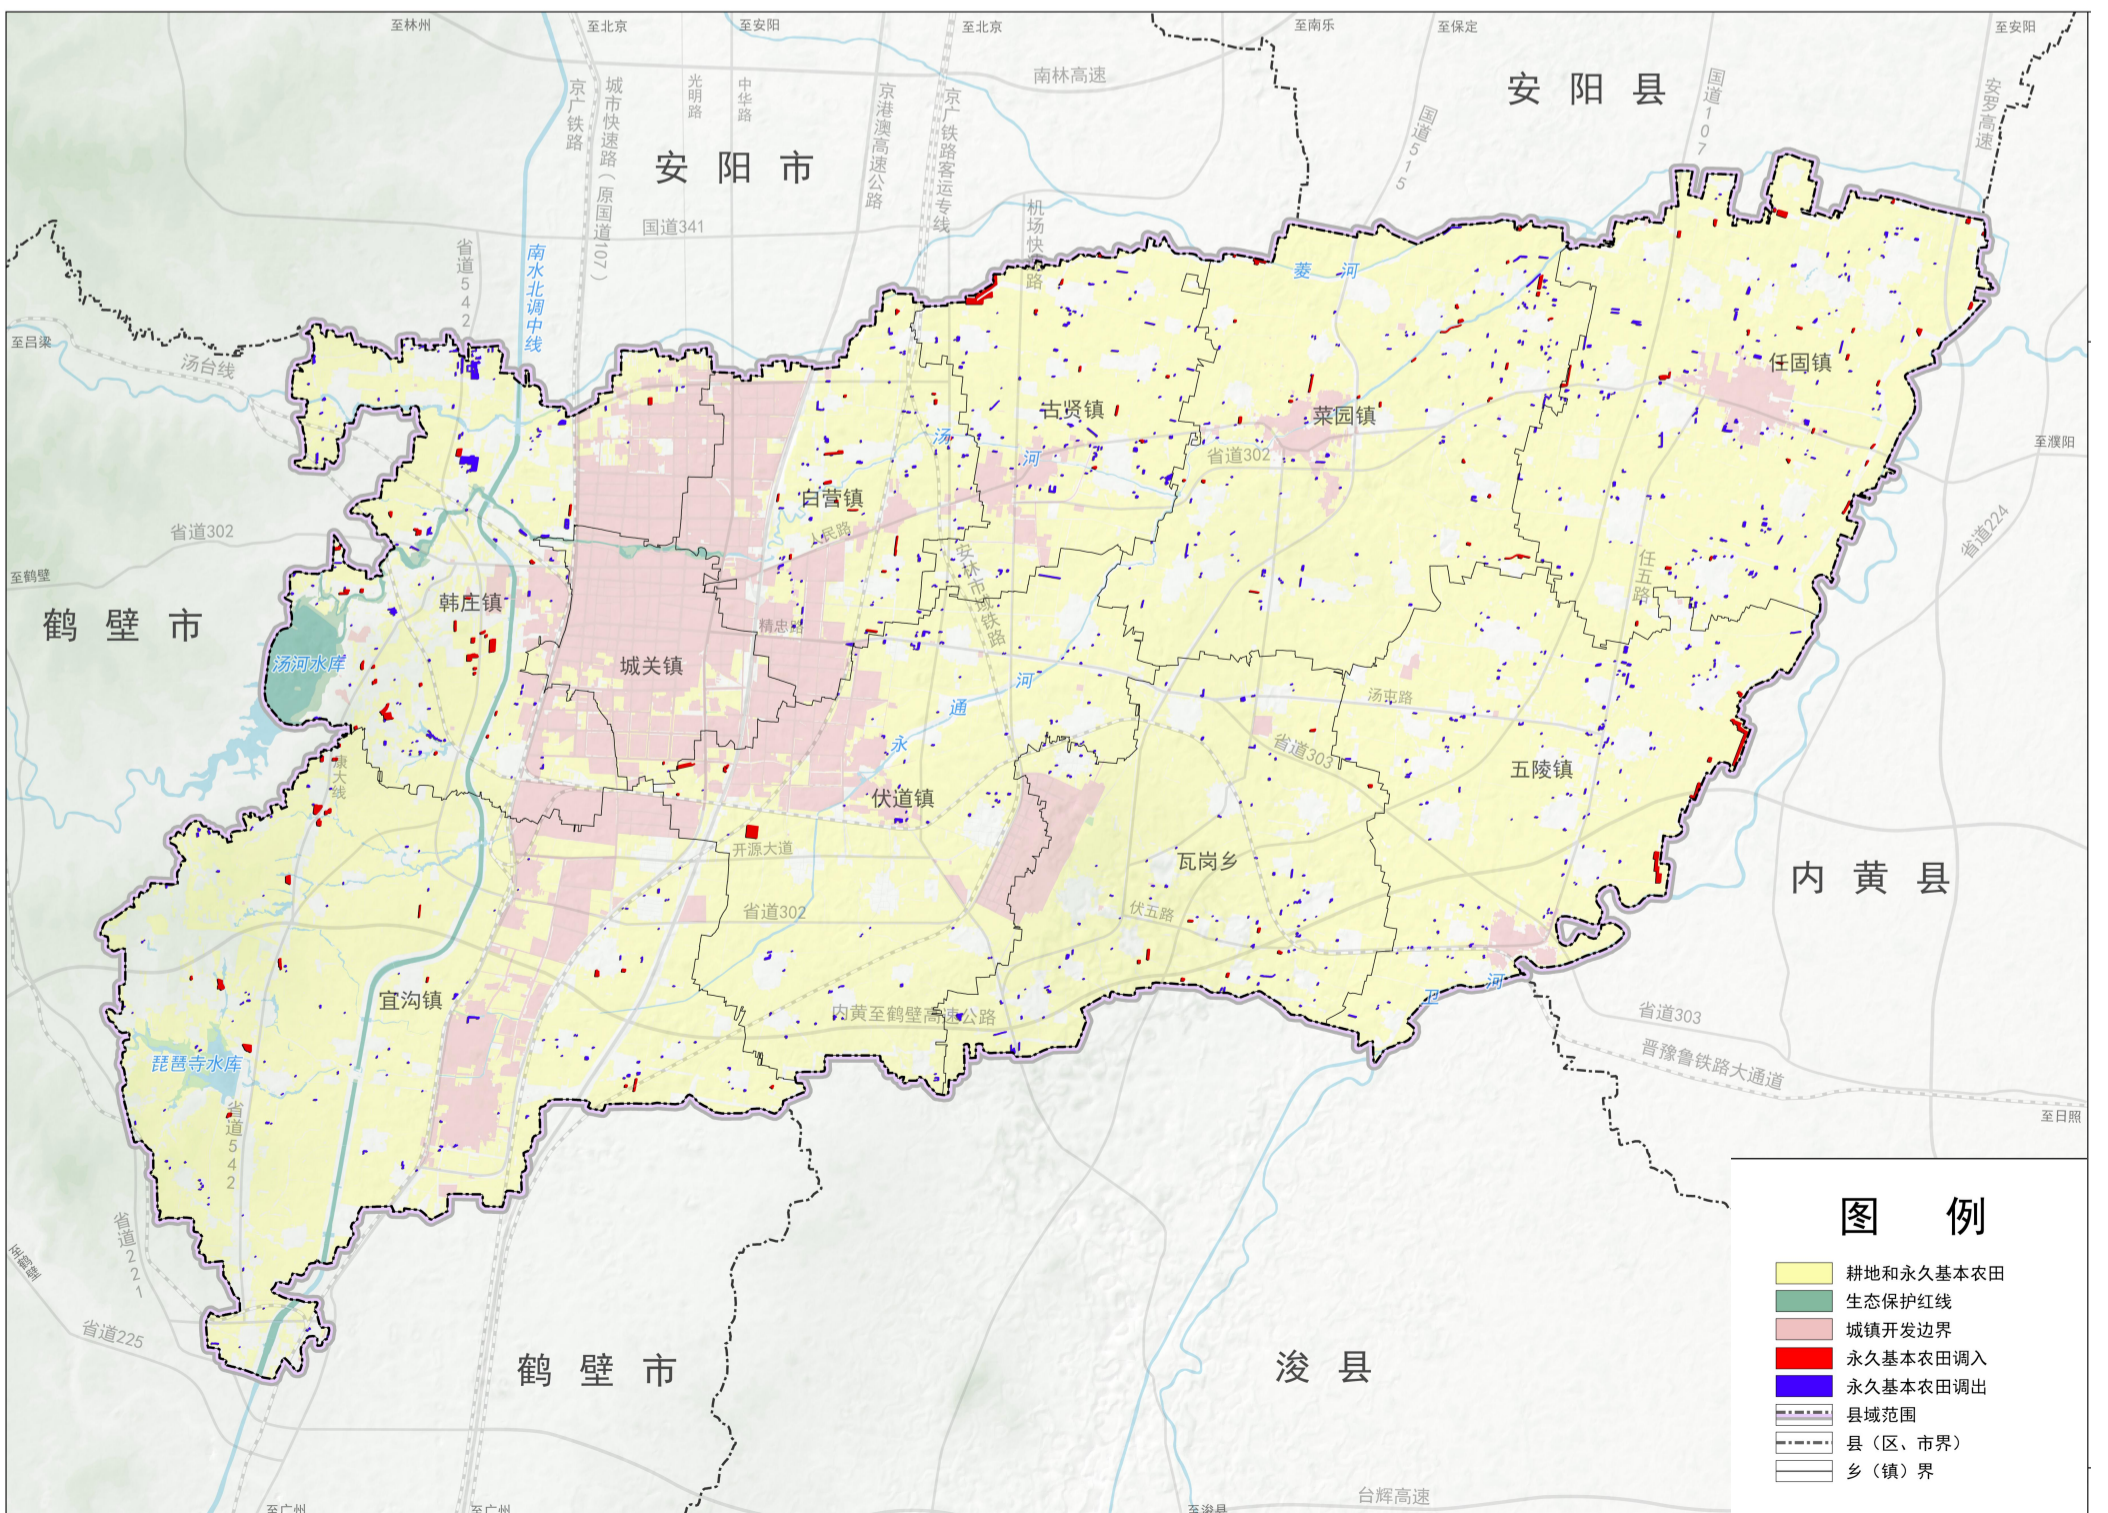 至林州
至北京
至安阳
至北京
至南乐
至保定
至安阳
南林高速
京广铁路
城市快速路（原国道107）
光明路
中华路
京港澳高速公路
京广铁路客运专线
国道515
国道107
安罗高速
安阳县
安阳市
国道341
机场快速路
省道542
南水北调中线
菱河
至吕梁
汤台线
任固镇
古贤镇
菜园镇
汤河
省道302
至濮阳
白营镇
人民路
省道302
省道224
安林市域铁路
任五路
至鹤壁
鹤壁市
韩庄镇
精忠路
汤河水库
城关镇
永通河
汤屯路
省道303
康大线
五陵镇
伏道镇
开源大道
瓦岗乡
内黄县
省道302
伏五路
卫河
宜沟镇
内黄至鹤壁高速公路
省道303
晋豫鲁铁路大通道
琵琶寺水库
省道542
至日照
省道221
至鹤壁
省道225
鹤壁市
浚县
台辉高速
至广州
至广州
至浚县
图例
耕地和永久基本农田
生态保护红线
城镇开发边界
永久基本农田调入
永久基本农田调出
县域范围
县（区、市界）
乡（镇）界